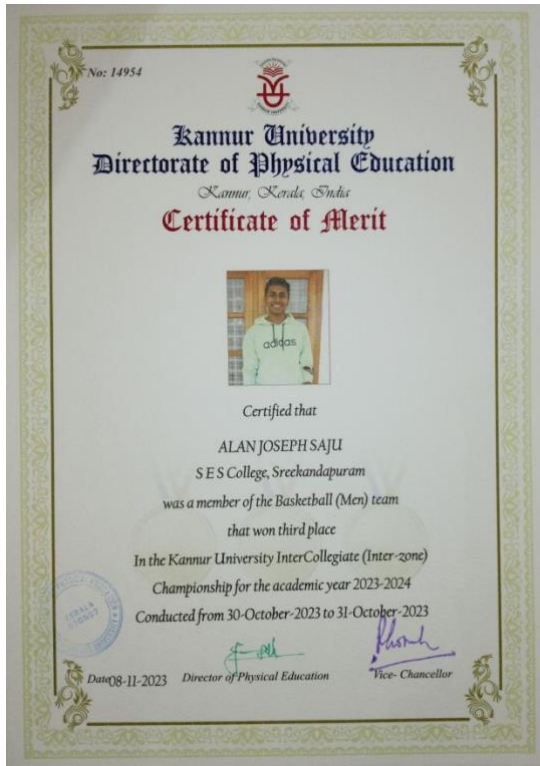 No: 14954
Kannur University
Directorate of Physical Education
Kannur, Kerala, India
Certificate of Merit
adidas
Certified that
ALAN JOSEPH SAJU
S E S College, Sreekandapuram
was a member of the Basketball (Men) team
that won third place
In the Kannur University InterCollegiate (Inter-zone)
Championship for the academic year 2023-2024
Conducted from 30-October-2023 to 31-October-2023
KERALA
Date08-11-2023 Director of Physical Education Vice- Chancellor